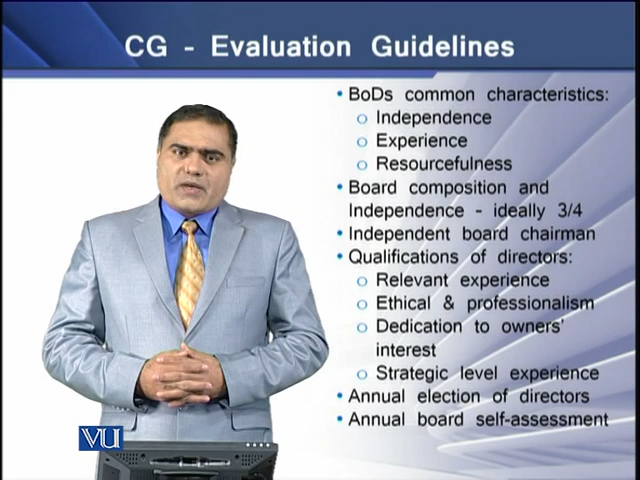 CG - Evaluation Guidelines
• BoDs common characteristics:
o Independence
o Experience
o Resourcefulness
• Board composition and
Independence - ideally 3/4
• Independent board chairman
• Qualifications of directors:
o Relevant experience
o Ethical & professionalism
o Dedication to owners'
interest
o Strategic level experience
• Annual election of directors
• Annual board self-assessment
VU